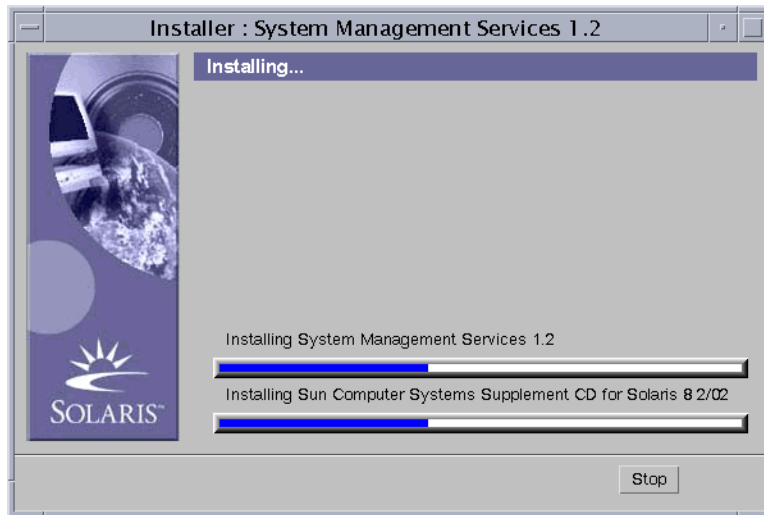 Installer : System Management Services 1.2
Installing...
Installing System Management Services 1.2
Installing Sun Computer Systems Supplement CD for Solaris 8 2/02
SOLARIS™
Stop